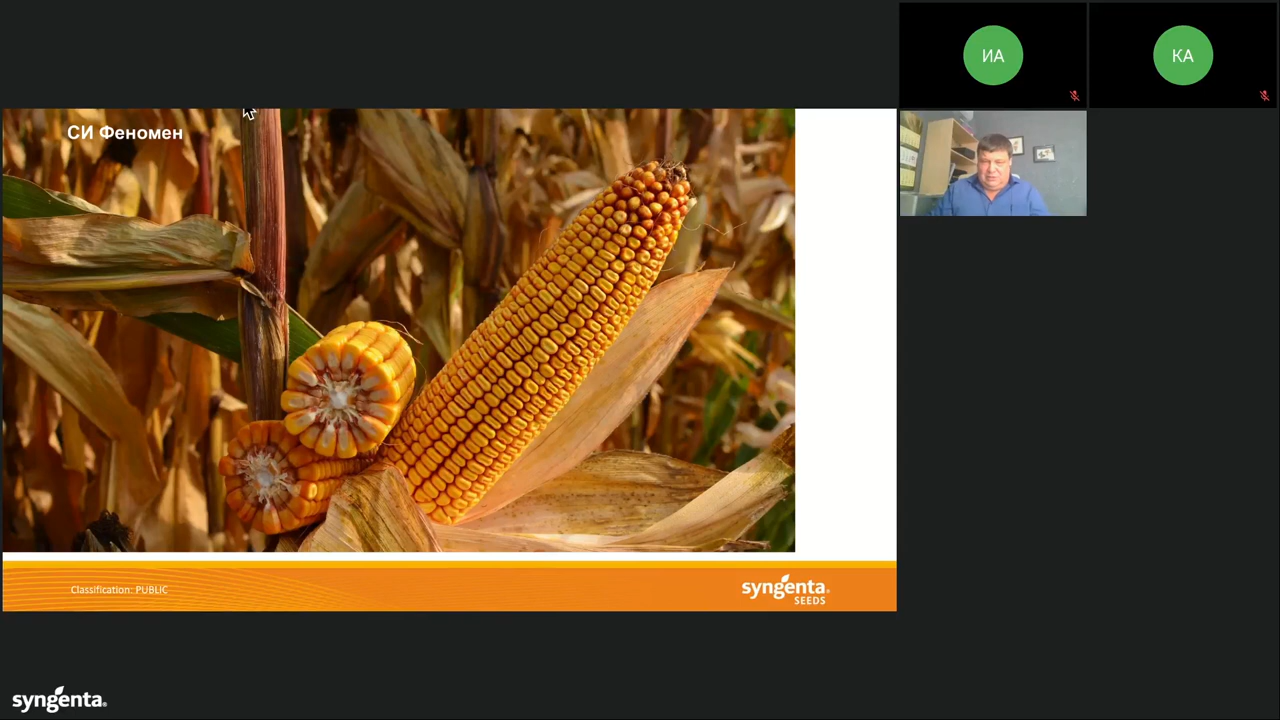 ИА
КА
СИ Феномен
Classification: PUBLIC
syngenta
SEEDS
syngenta